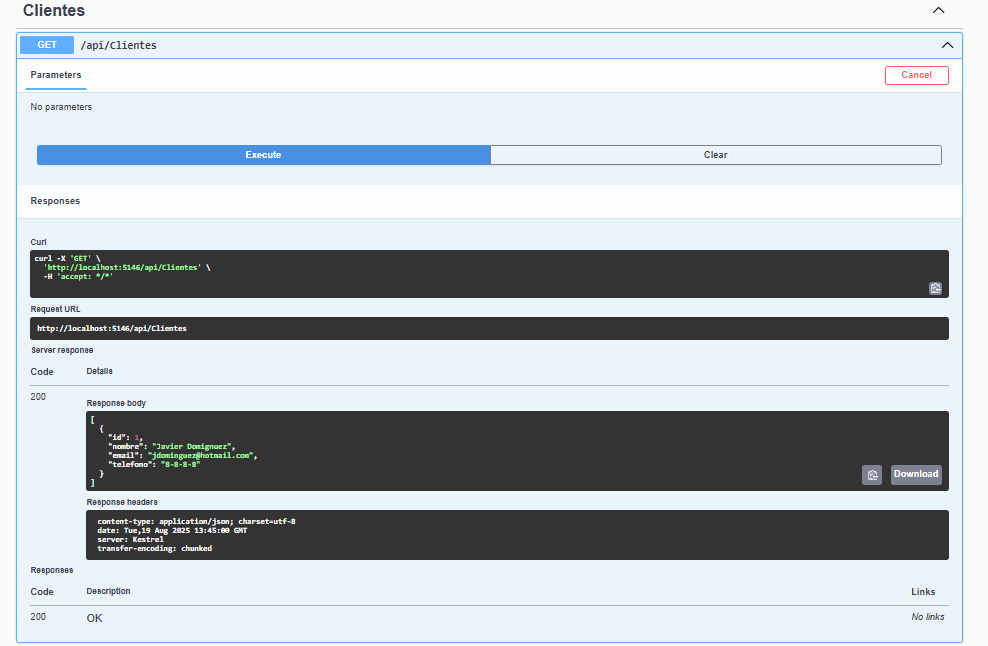 Clientes
GET /api/Clientes
Parameters
Cancel
No parameters
Execute
Clear
Responses
Curl
curl -X 'GET' \
'http://localhost:5146/api/Clientes' \
-H 'accept: */*'
Request URL
http://localhost:5146/api/Clientes
Server response
Code Details
200
Response body
[
{
"id": 1,
"nombre": "Javier Domignuez",
"email": "jdominguez@hotmail.com",
"telefono": "8-8-8-8"
}
]
Download
Response headers
content-type: application/json; charset=utf-8
date: Tue,19 Aug 2025 13:45:00 GMT
server: Kestrel
transfer-encoding: chunked
Responses
Code Description Links
200 OK No links